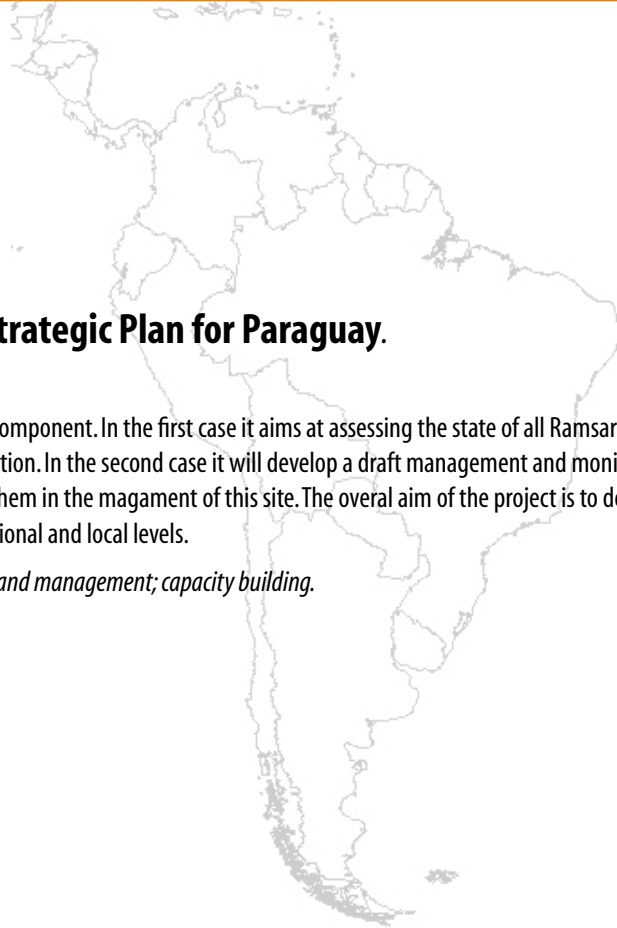 trategic Plan for Paraguay.
omponent. In the first case it aims at assessing the state of all Ramsar
tion. In the second case it will develop a draft management and moni
hem in the magament of this site. The overal aim of the project is to de
ional and local levels.
and management; capacity building.